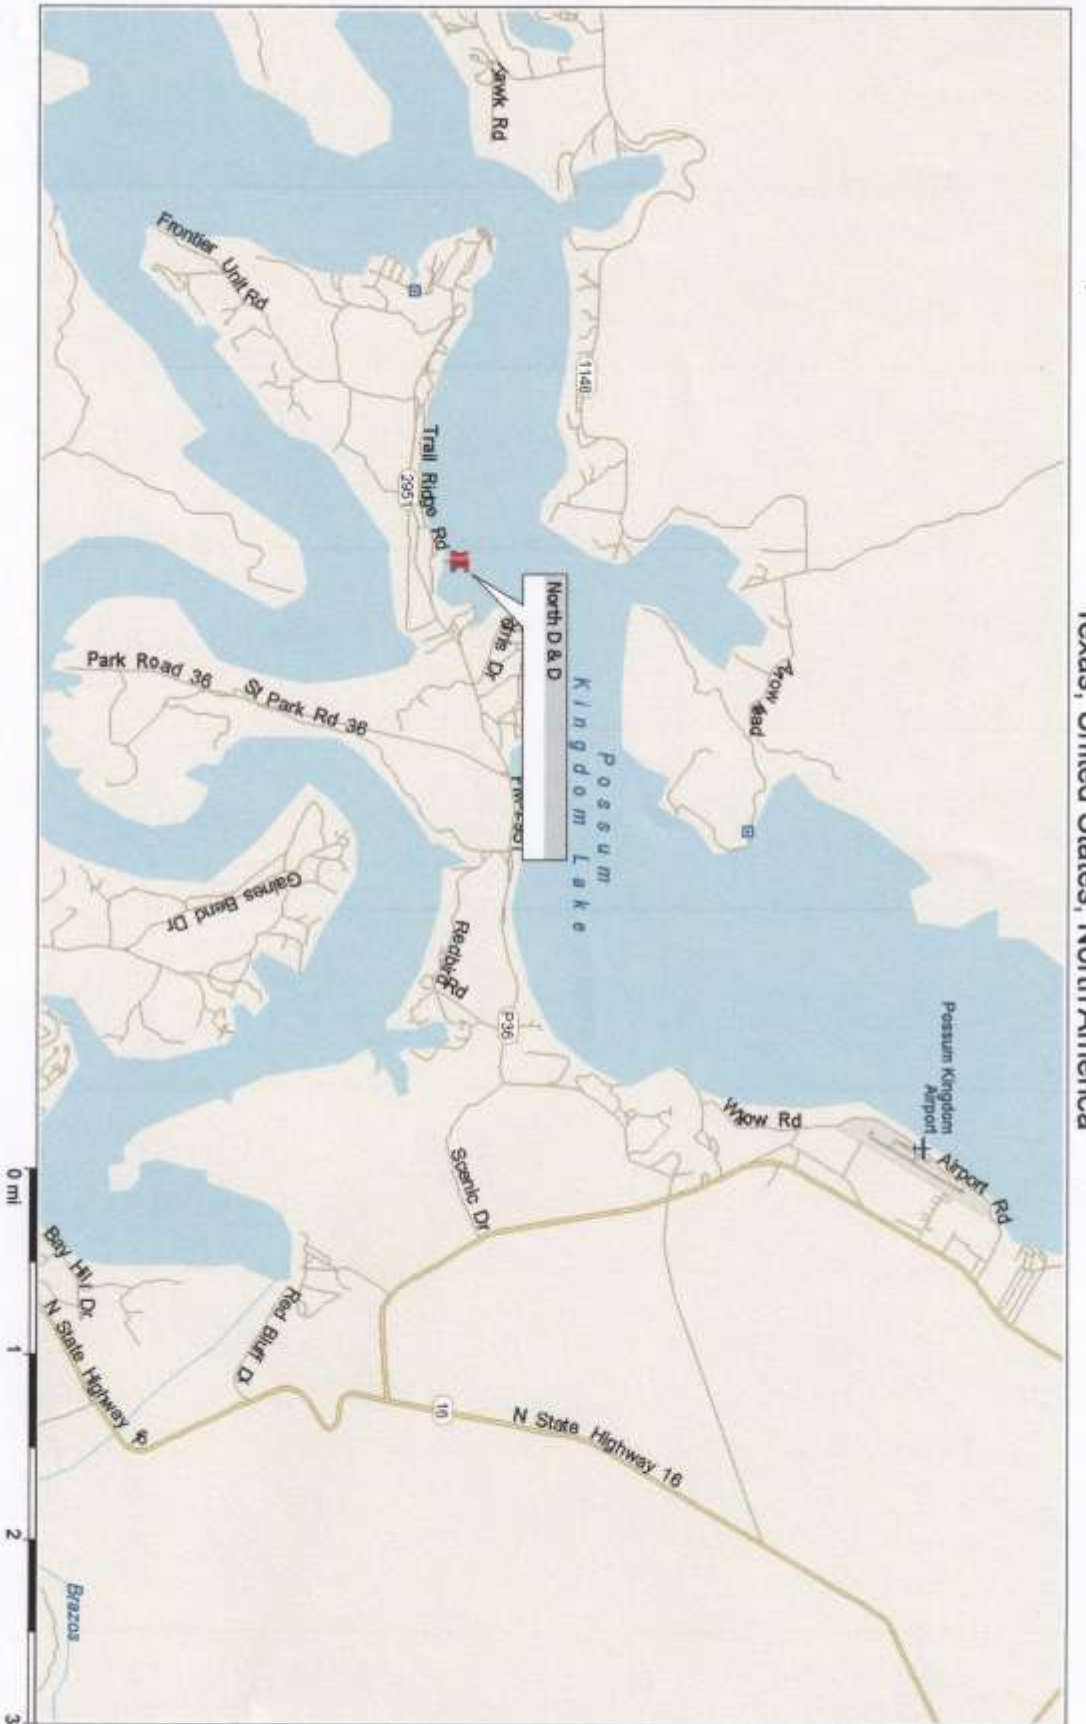 Texas, United States, North America
Possum Kingdom
Airport
Airport Rd
Willow Rd
1148
Possum
Kingdom Lake
North D & D
Trail Ridge Rd
2951
Frontier Unit Rd
P36
Redbird Rd
Scenic Dr
N State Highway 16
16
St Park Rd 36
Park Road 36
Gaines Bend Dr
Red Bluff Ct
Bay Hill Dr
N State Highway 16
Brazos
0 mi
1
2
3